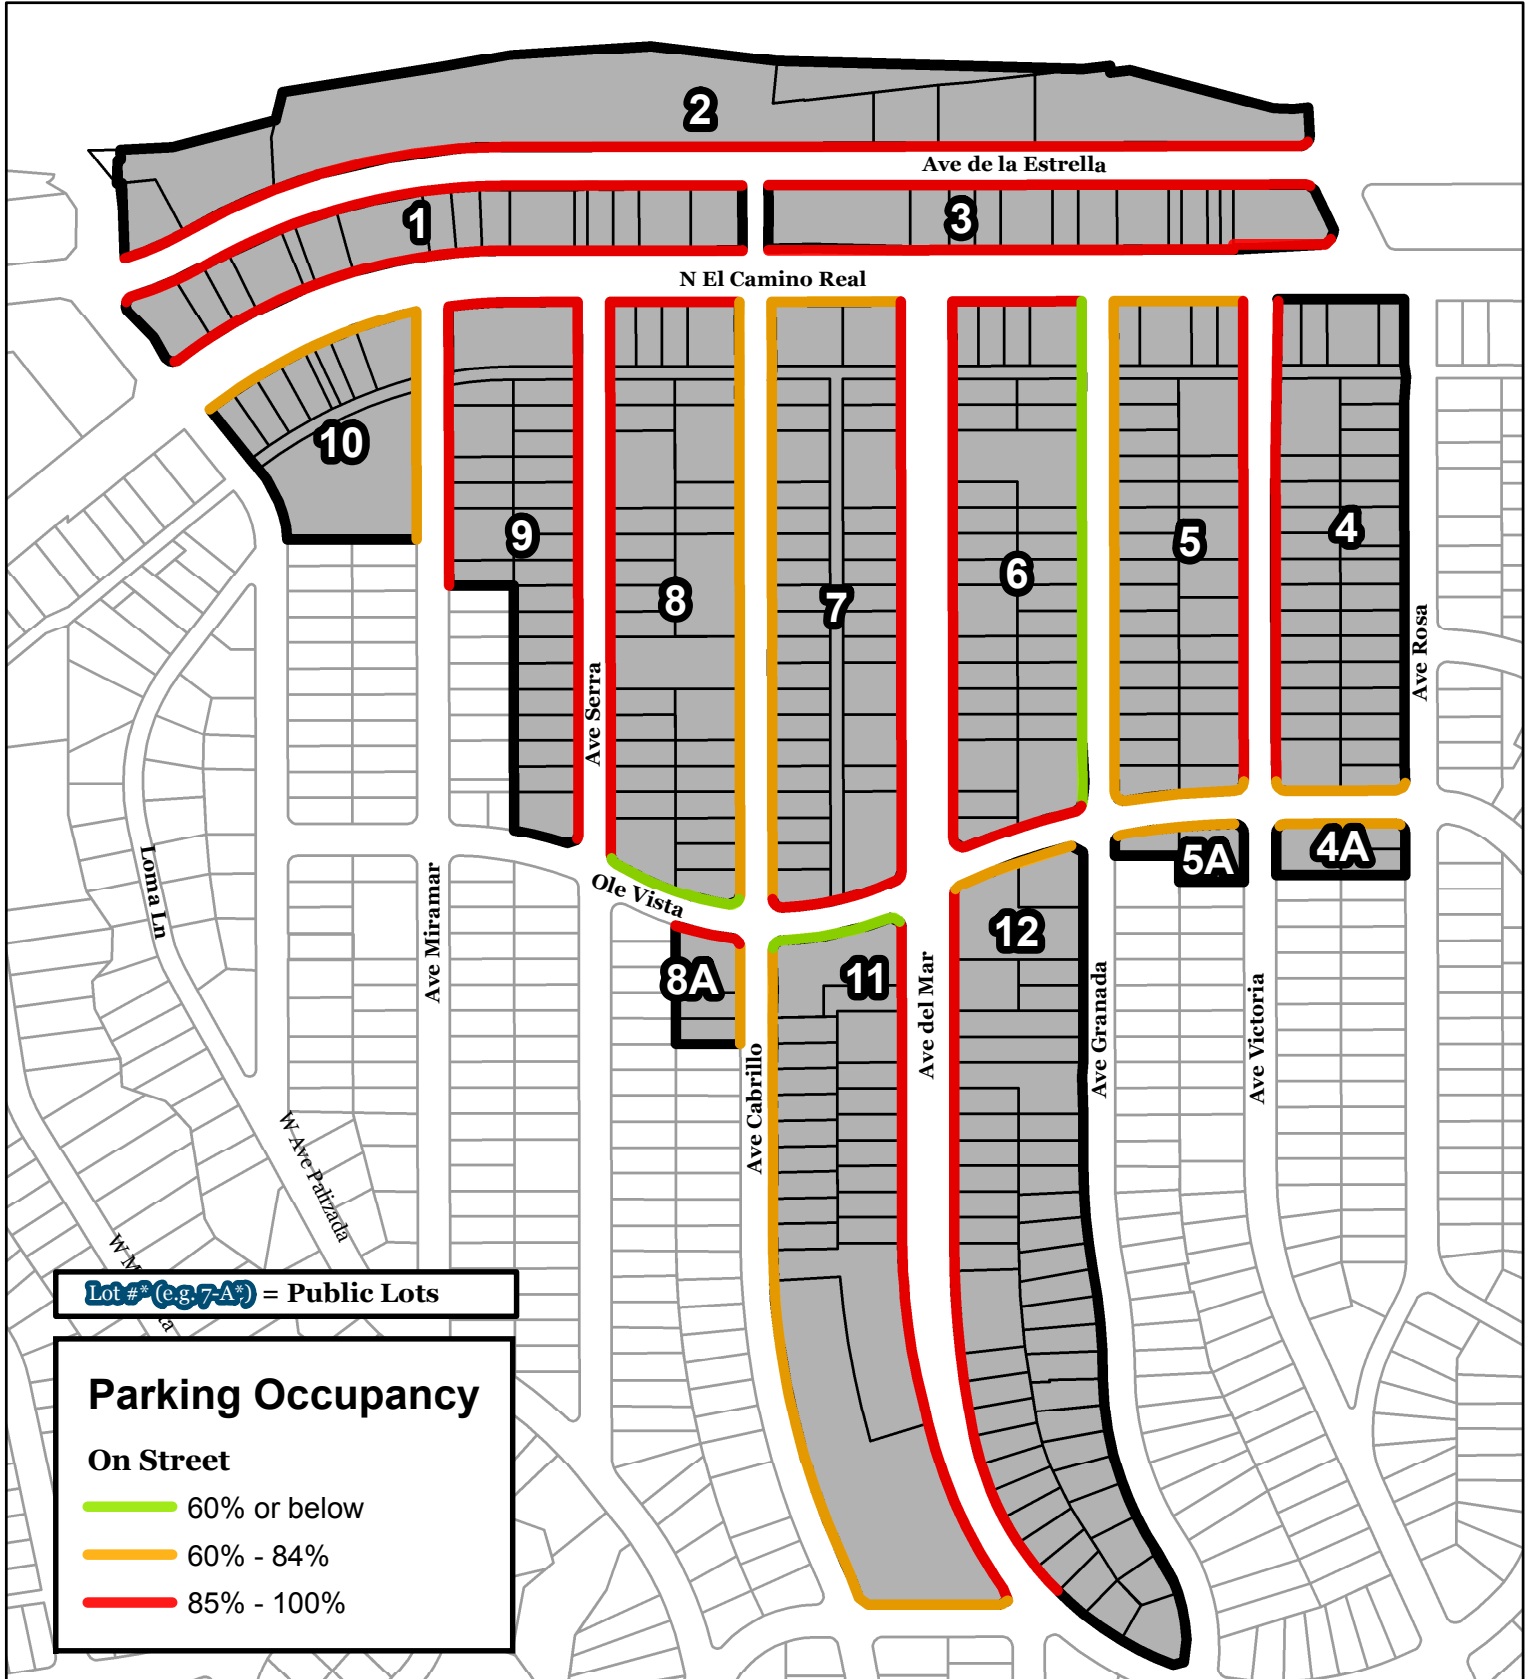 2
Ave de la Estrella
1
3
N El Camino Real
10
9
8
7
6
5
4
Ave Serra
Ave Rosa
Loma Ln
Ave Miramar
Ole Vista
8A
11
12
5A
4A
Ave Cabrillo
Ave del Mar
Ave Granada
Ave Victoria
W Ave Palizada
W M
ta
Lot #* (e.g. 7-A*) = Public Lots
Parking Occupancy
On Street
60% or below
60% - 84%
85% - 100%